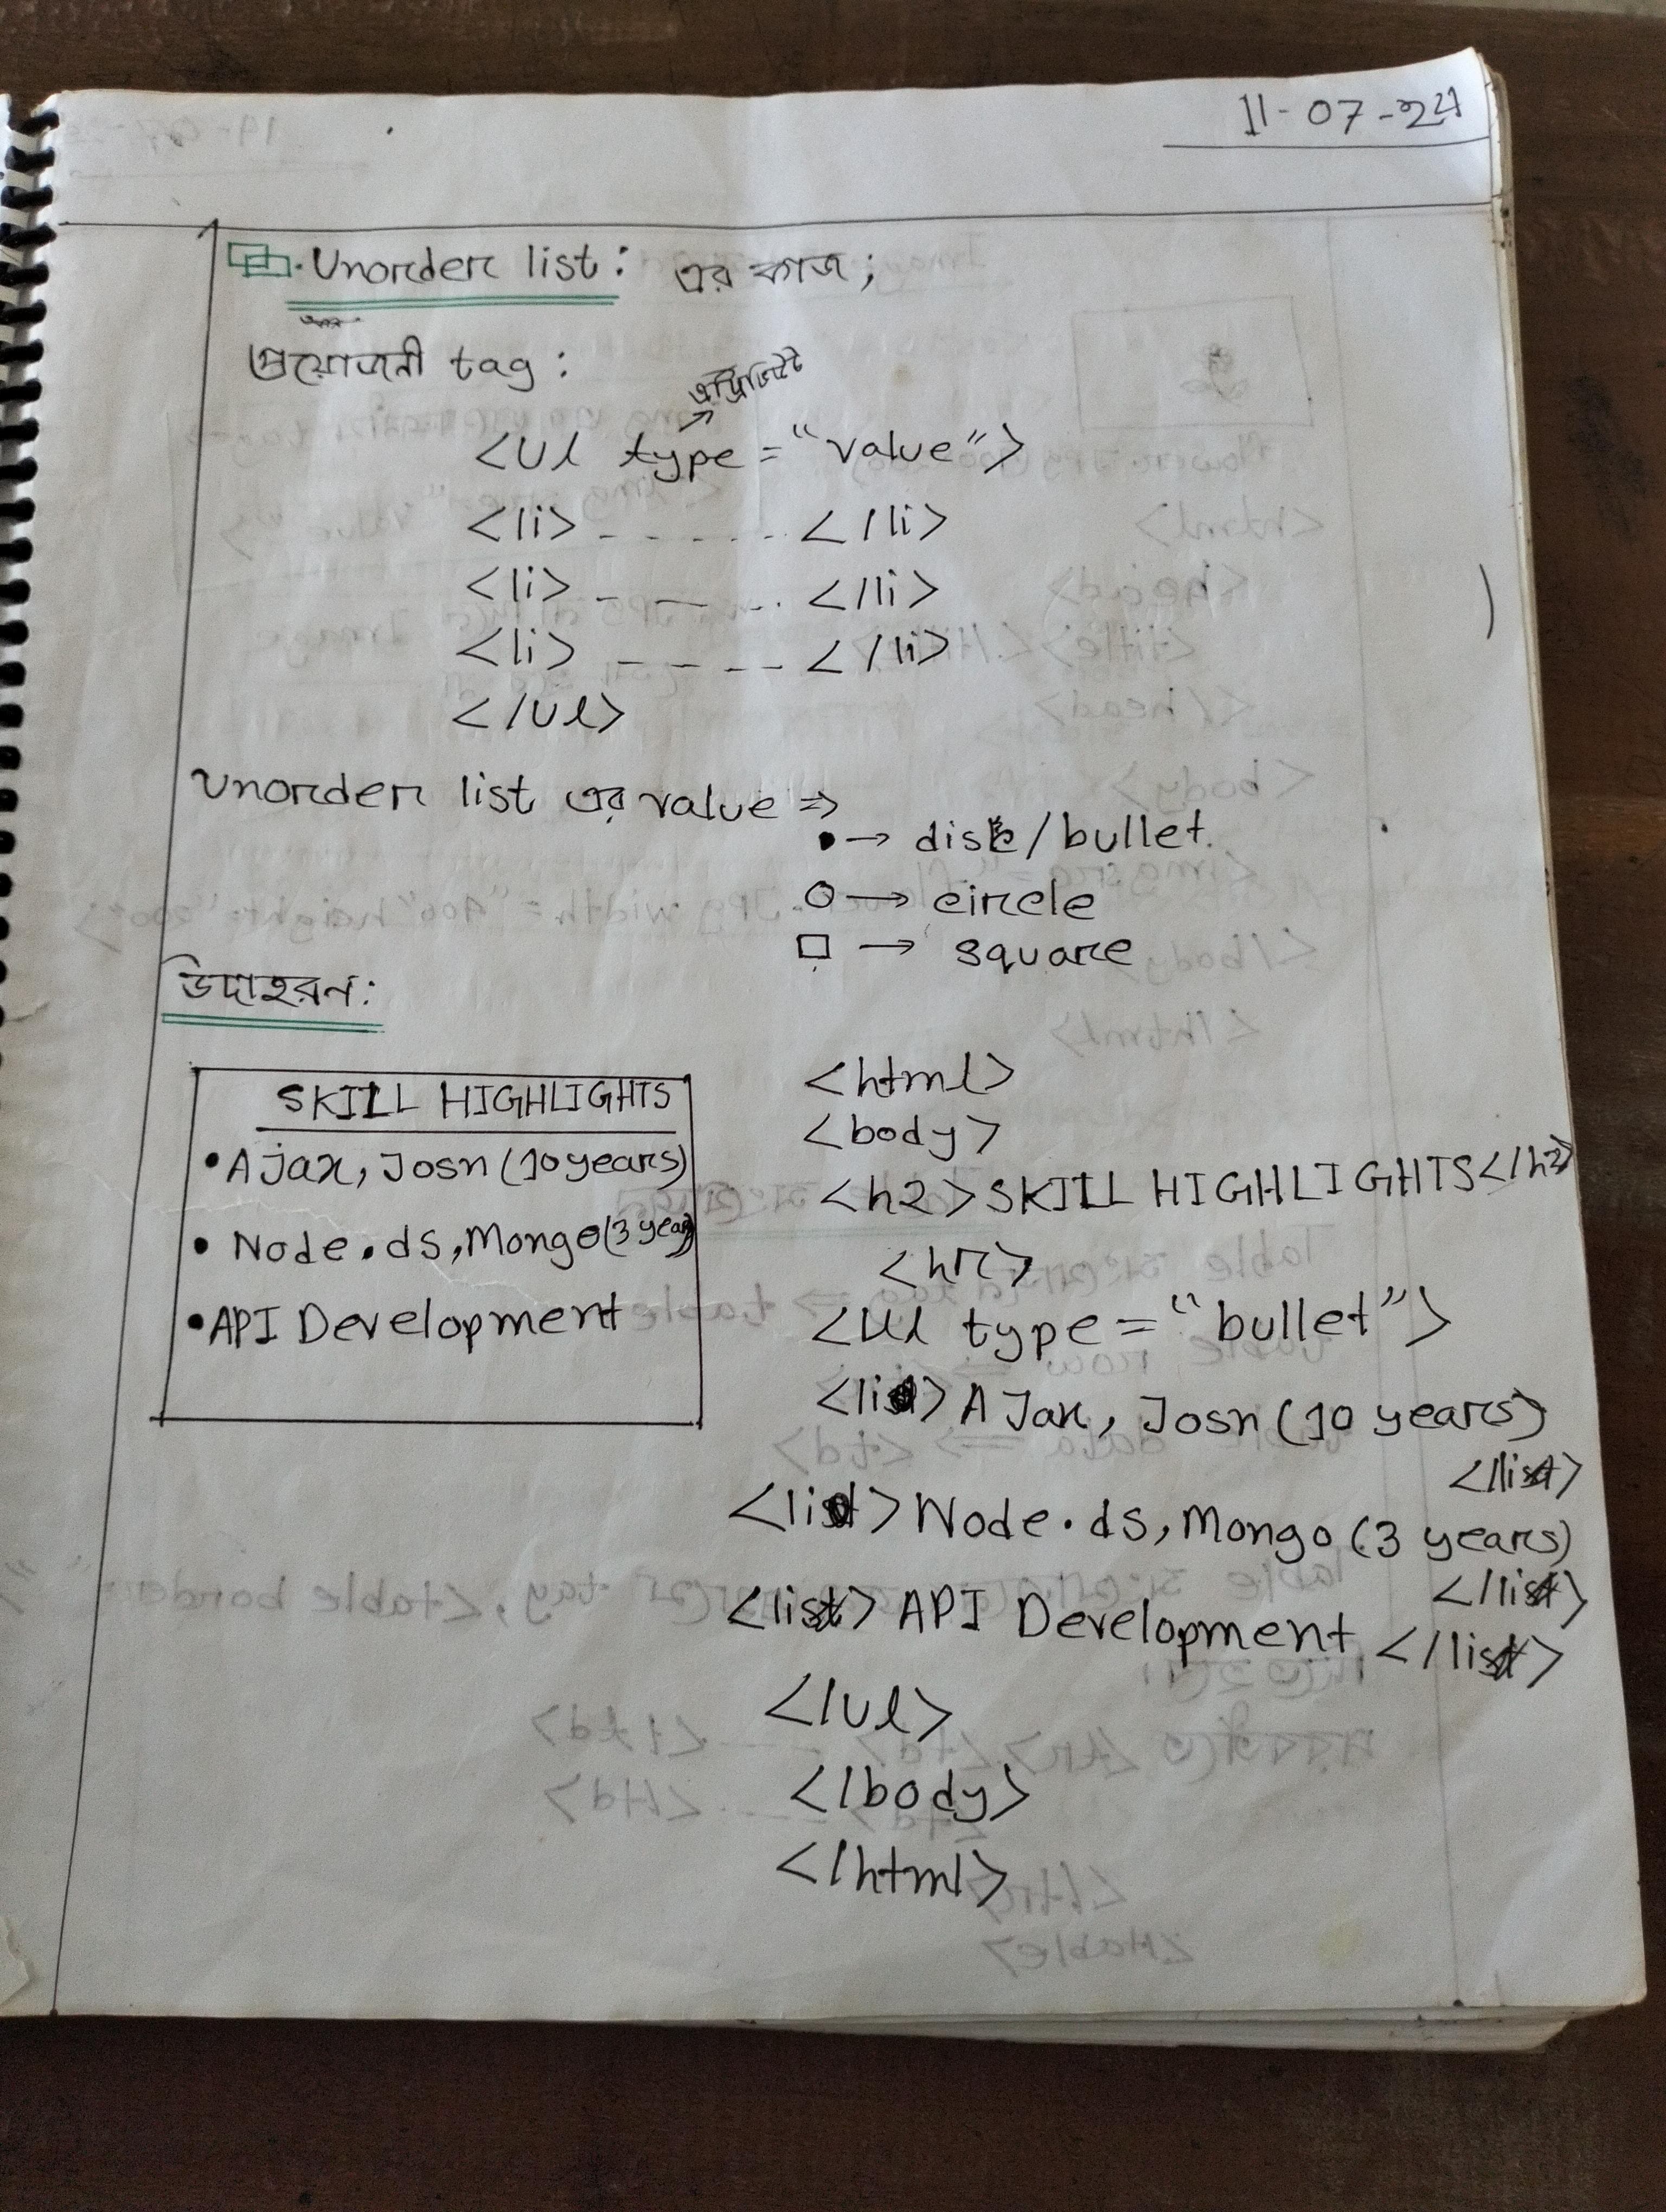 11-07-24
Unorder list: এর কাজ;
প্রয়োজনী tag:
এট্রিবিউট
<ul type="value">
<li> - - - - - </li>
<li> - - - - </li>
<li> - - - - </li>
</ul>
Unorder list এর value =>
• → disc/bullet.
○ → circle
□ → square
উদাহরন:
SKILL HIGHLIGHTS
• AJax, Josn (10 years)
• Node.ds, Mongo (3 year)
• API Development
<html>
<body>
<h2>SKILL HIGHLIGHTS</h2>
<hr>
<ul type="bullet">
<li> AJax, Josn (10 years)
</li>
<li> Node.ds, Mongo (3 years)
</li>
<li> API Development </li>
</ul>
</body>
</html>